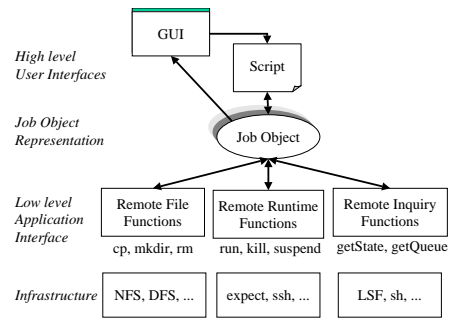 GUI
High level
User Interfaces
Script
Job Object
Representation
Job Object
Low level
Application
Interface
Remote File
Functions
Remote Runtime
Functions
Remote Inquiry
Functions
cp, mkdir, rm
run, kill, suspend
getState, getQueue
Infrastructure
NFS, DFS, ...
expect, ssh, ...
LSF, sh, ...